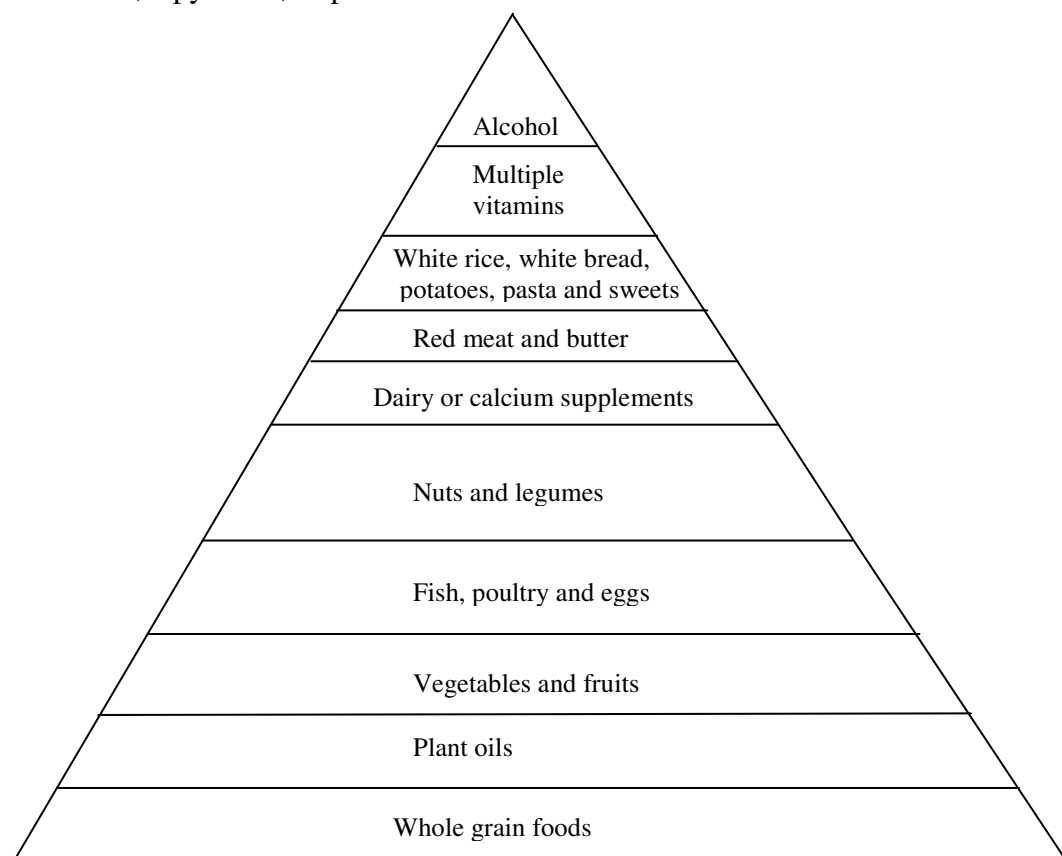 Alcohol
Multiple
vitamins
White rice, white bread,
potatoes, pasta and sweets
Red meat and butter
Dairy or calcium supplements
Nuts and legumes
Fish, poultry and eggs
Vegetables and fruits
Plant oils
Whole grain foods